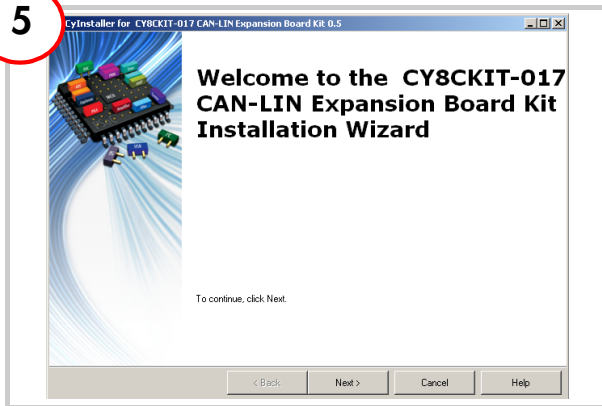 5
CyInstaller for CY8CKIT-017 CAN-LIN Expansion Board Kit 0.5
Welcome to the CY8CKIT-017
CAN-LIN Expansion Board Kit
Installation Wizard
To continue, click Next.
< Back Next > Cancel Help